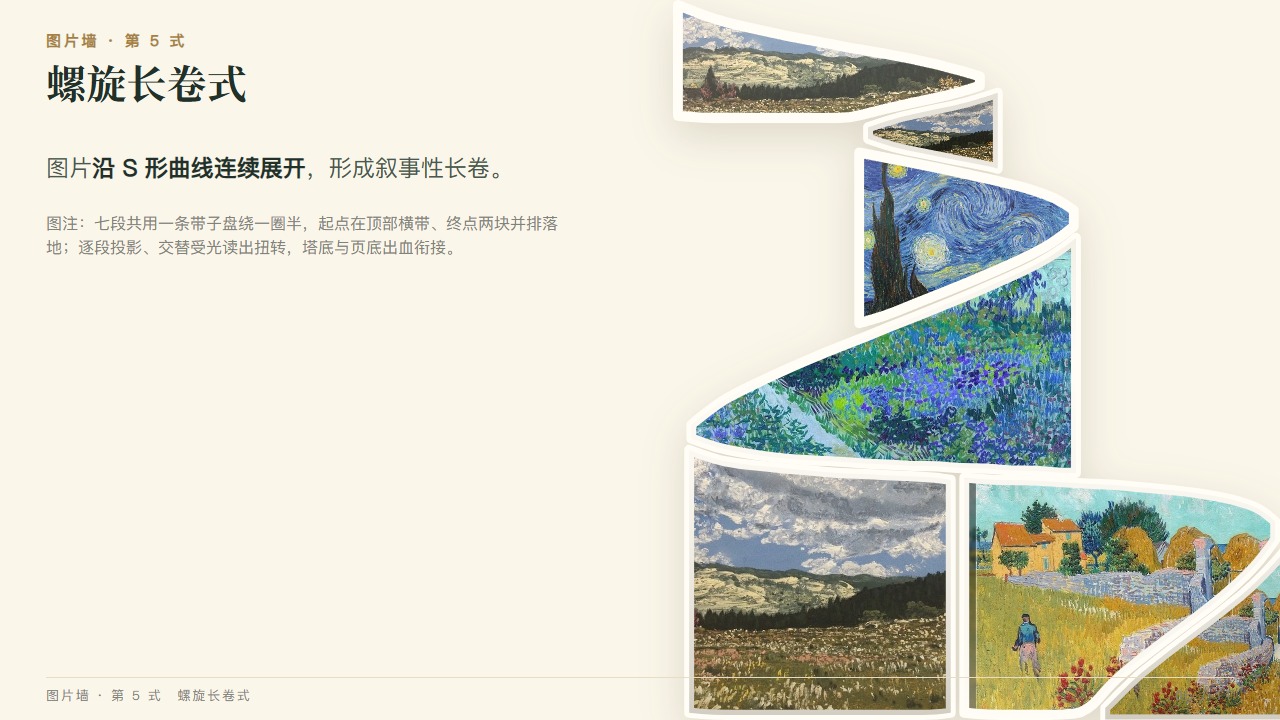 图片墙 · 第 5 式
螺旋长卷式
图片沿 S 形曲线连续展开，形成叙事性长卷。
图注：七段共用一条带子盘绕一圈半，起点在顶部横带、终点两块并排落
地；逐段投影、交替受光读出扭转，塔底与页底出血衔接。
图片墙 · 第 5 式　螺旋长卷式